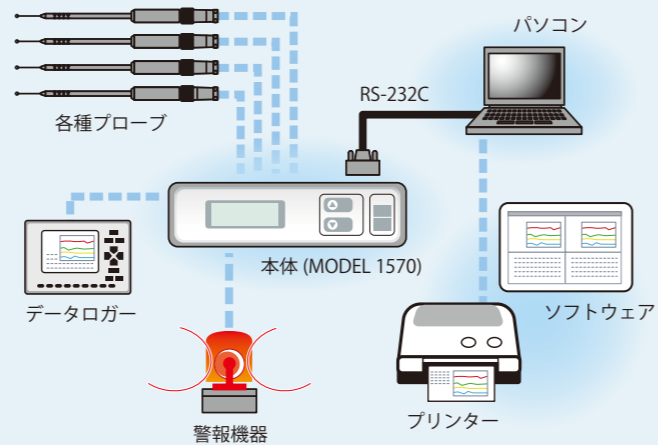 パソコン
RS-232C
各種プローブ
本体 (MODEL 1570)
データロガー
ソフトウェア
プリンター
警報機器